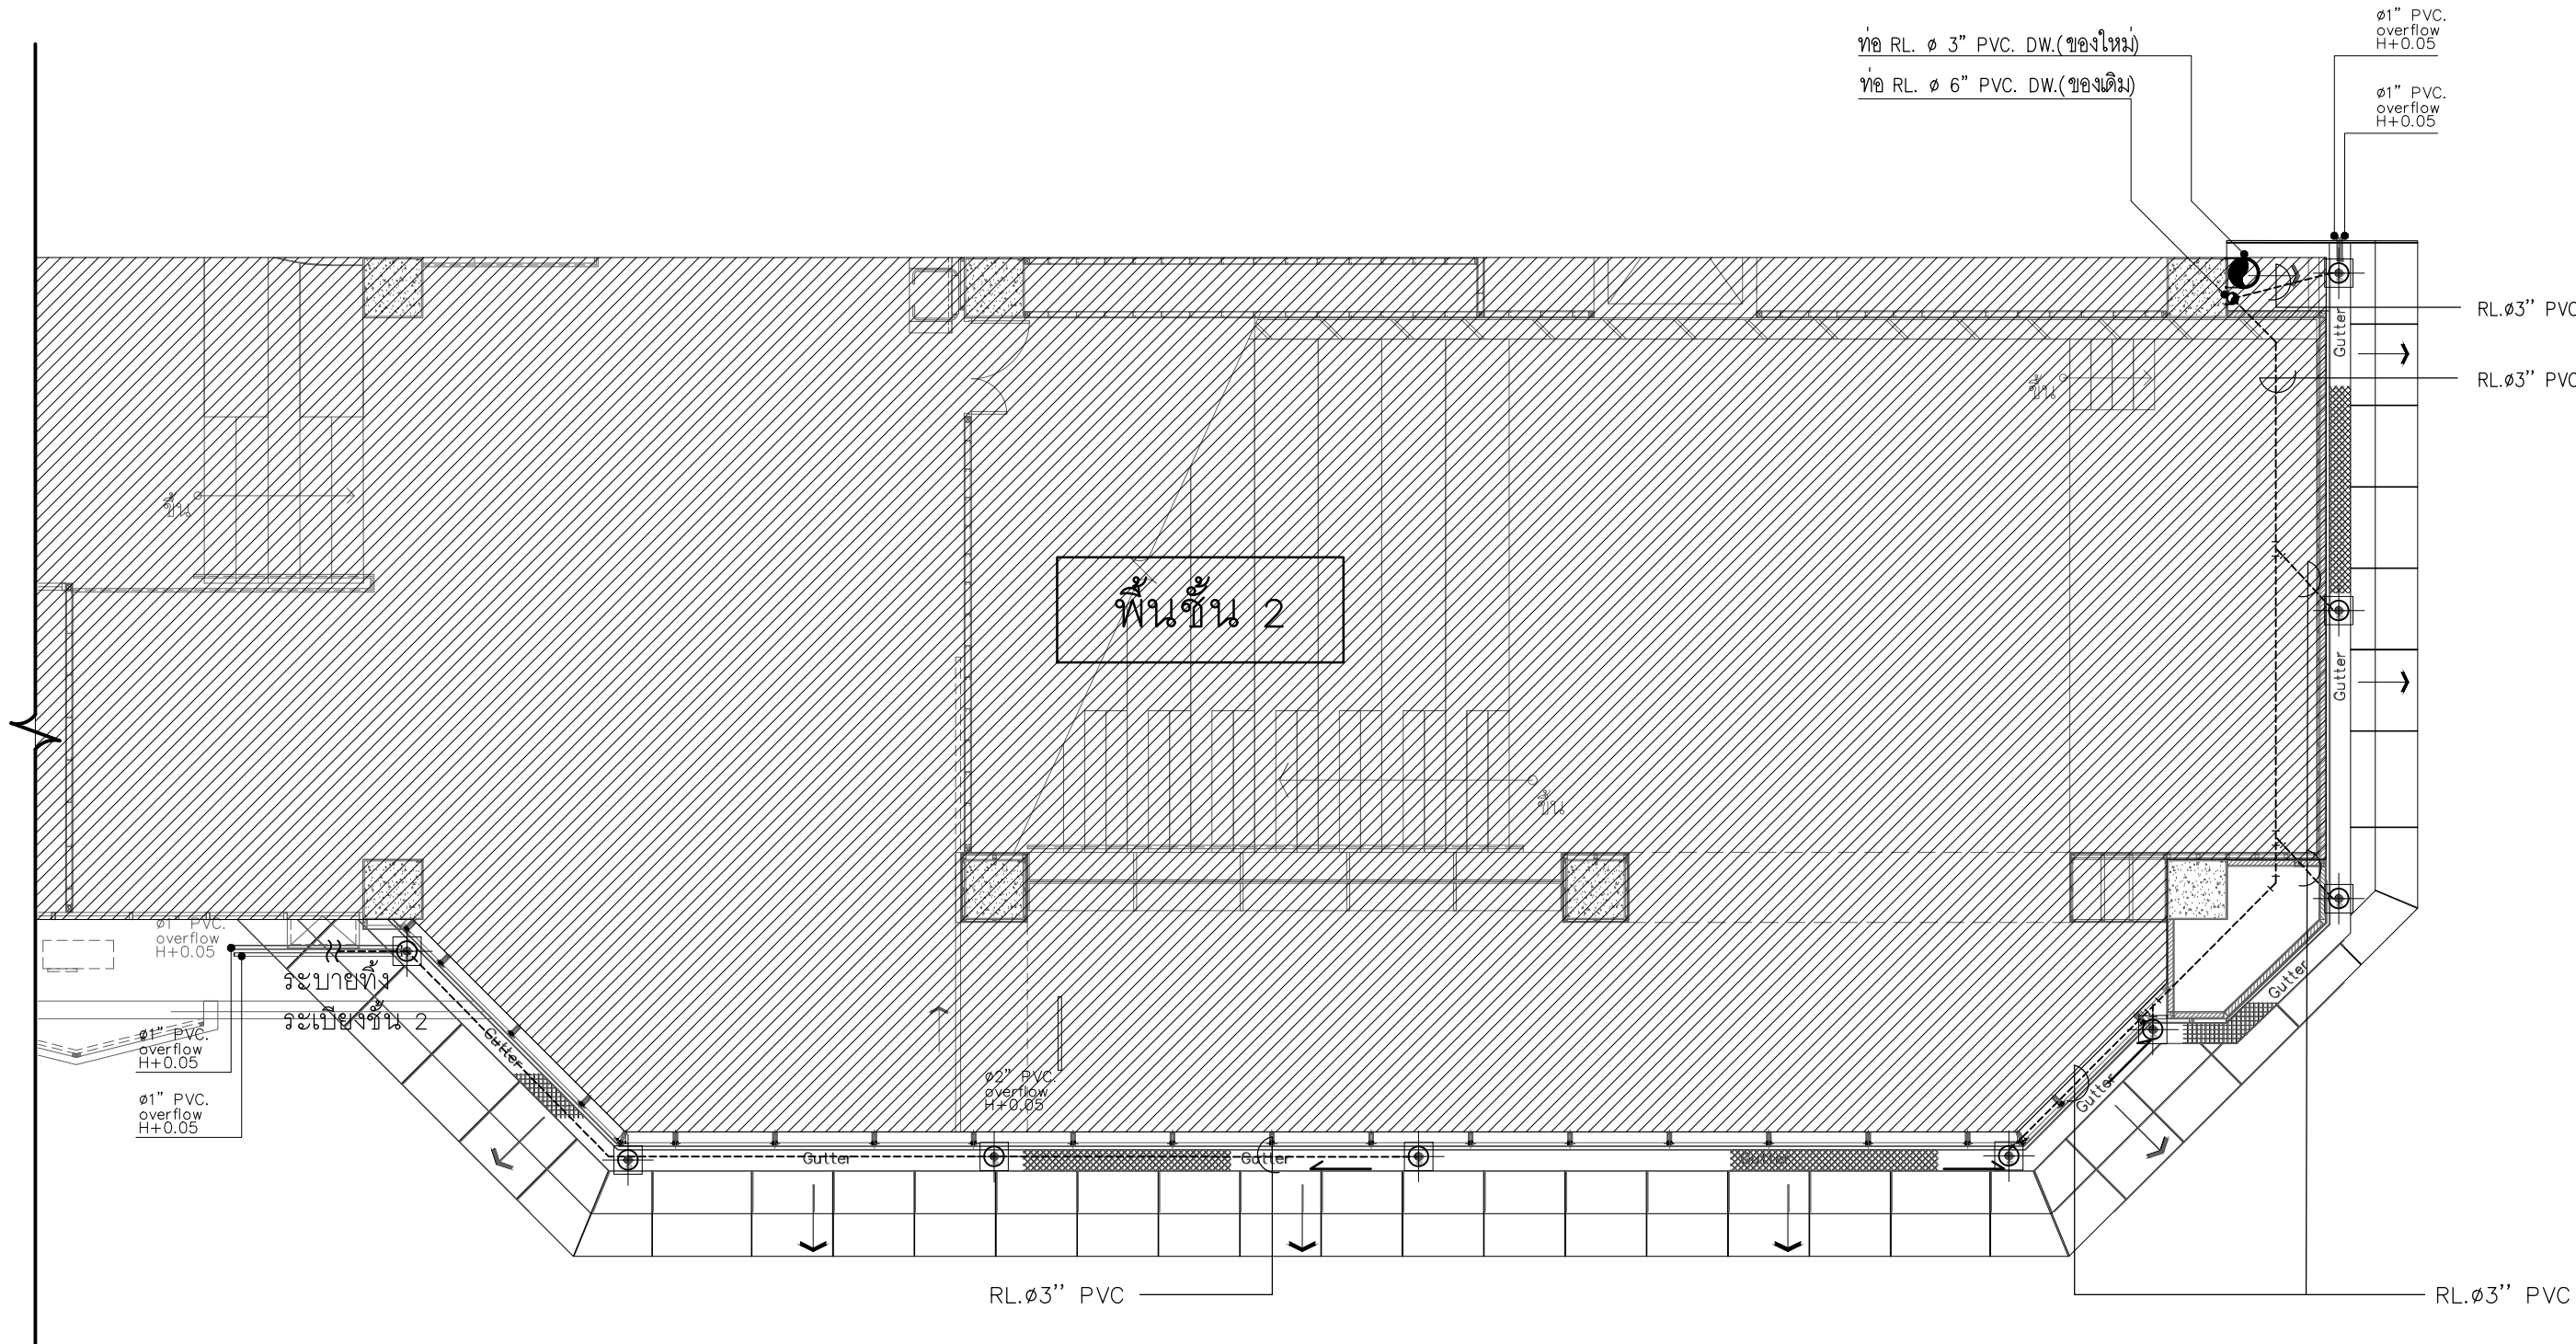 ø1” PVC.
overflow
H+0.05
ท่อ RL. ø 3” PVC. DW.(ของใหม่)
ท่อ RL. ø 6” PVC. DW.(ของเดิม)
ø1” PVC.
overflow
H+0.05
RL.ø3” PVC
Gutter
RL.ø3” PVC
ขึ้น
ขึ้น
พื้นชั้น 2
Gutter
ขึ้น
ø1” PVC.
overflow
H+0.05
ระบายทิ้ง
ระเบียงชั้น 2
Gutter
ø1” PVC.
overflow
H+0.05
Gutter
ø2” PVC.
overflow
H+0.05
Gutter
ø1” PVC.
overflow
H+0.05
Gutter
Gutter
Gutter
RL.ø3’’ PVC
RL.ø3’’ PVC